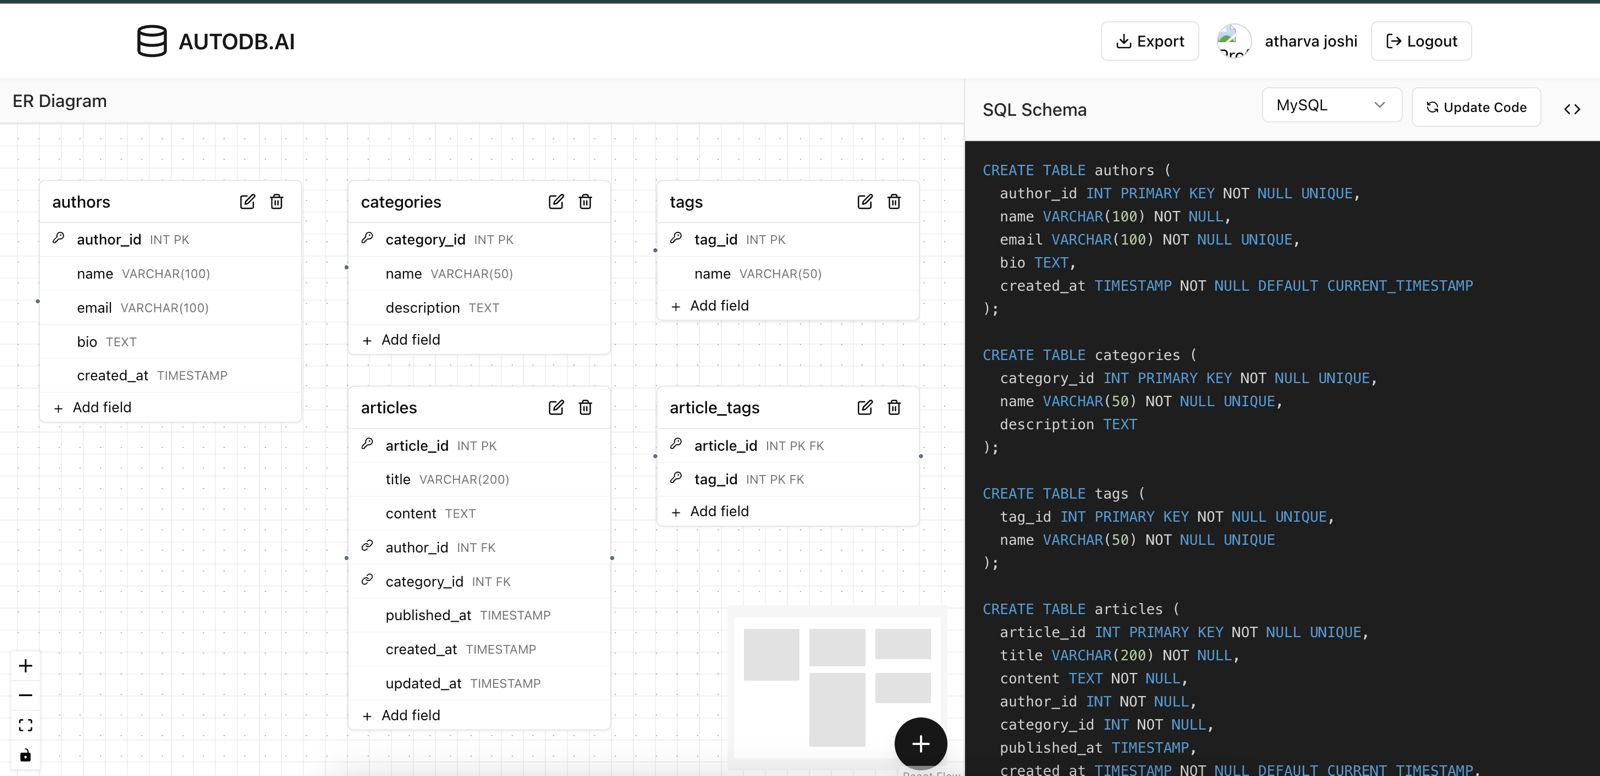 AUTODB.AI
Export
atharva joshi
Logout
ER Diagram
authors
author_id INT PK
name VARCHAR(100)
email VARCHAR(100)
bio TEXT
created_at TIMESTAMP
+ Add field
categories
category_id INT PK
name VARCHAR(50)
description TEXT
+ Add field
tags
tag_id INT PK
name VARCHAR(50)
+ Add field
articles
article_id INT PK
title VARCHAR(200)
content TEXT
author_id INT FK
category_id INT FK
published_at TIMESTAMP
created_at TIMESTAMP
updated_at TIMESTAMP
+ Add field
article_tags
article_id INT PK FK
tag_id INT PK FK
+ Add field
React Flow
SQL Schema
MySQL
Update Code
<>
CREATE TABLE authors (
author_id INT PRIMARY KEY NOT NULL UNIQUE,
name VARCHAR(100) NOT NULL,
email VARCHAR(100) NOT NULL UNIQUE,
bio TEXT,
created_at TIMESTAMP NOT NULL DEFAULT CURRENT_TIMESTAMP
);
CREATE TABLE categories (
category_id INT PRIMARY KEY NOT NULL UNIQUE,
name VARCHAR(50) NOT NULL UNIQUE,
description TEXT
);
CREATE TABLE tags (
tag_id INT PRIMARY KEY NOT NULL UNIQUE,
name VARCHAR(50) NOT NULL UNIQUE
);
CREATE TABLE articles (
article_id INT PRIMARY KEY NOT NULL UNIQUE,
title VARCHAR(200) NOT NULL,
content TEXT NOT NULL,
author_id INT NOT NULL,
category_id INT NOT NULL,
published_at TIMESTAMP,
created_at TIMESTAMP NOT NULL DEFAULT CURRENT_TIMESTAMP,